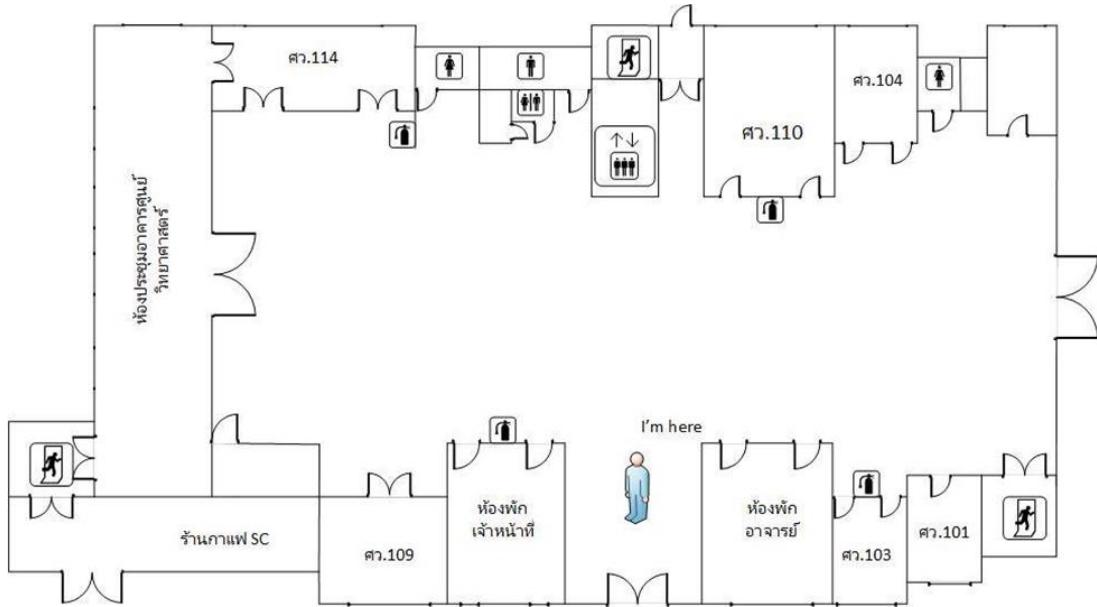 ศว.114
ศว.104
ศว.110
ห้องประชุมอาคารศูนย์
วิทยาศาสตร์
I'm here
ห้องพัก
เจ้าหน้าที่
ห้องพัก
อาจารย์
ร้านกาแฟ SC
ศว.109
ศว.103
ศว.101